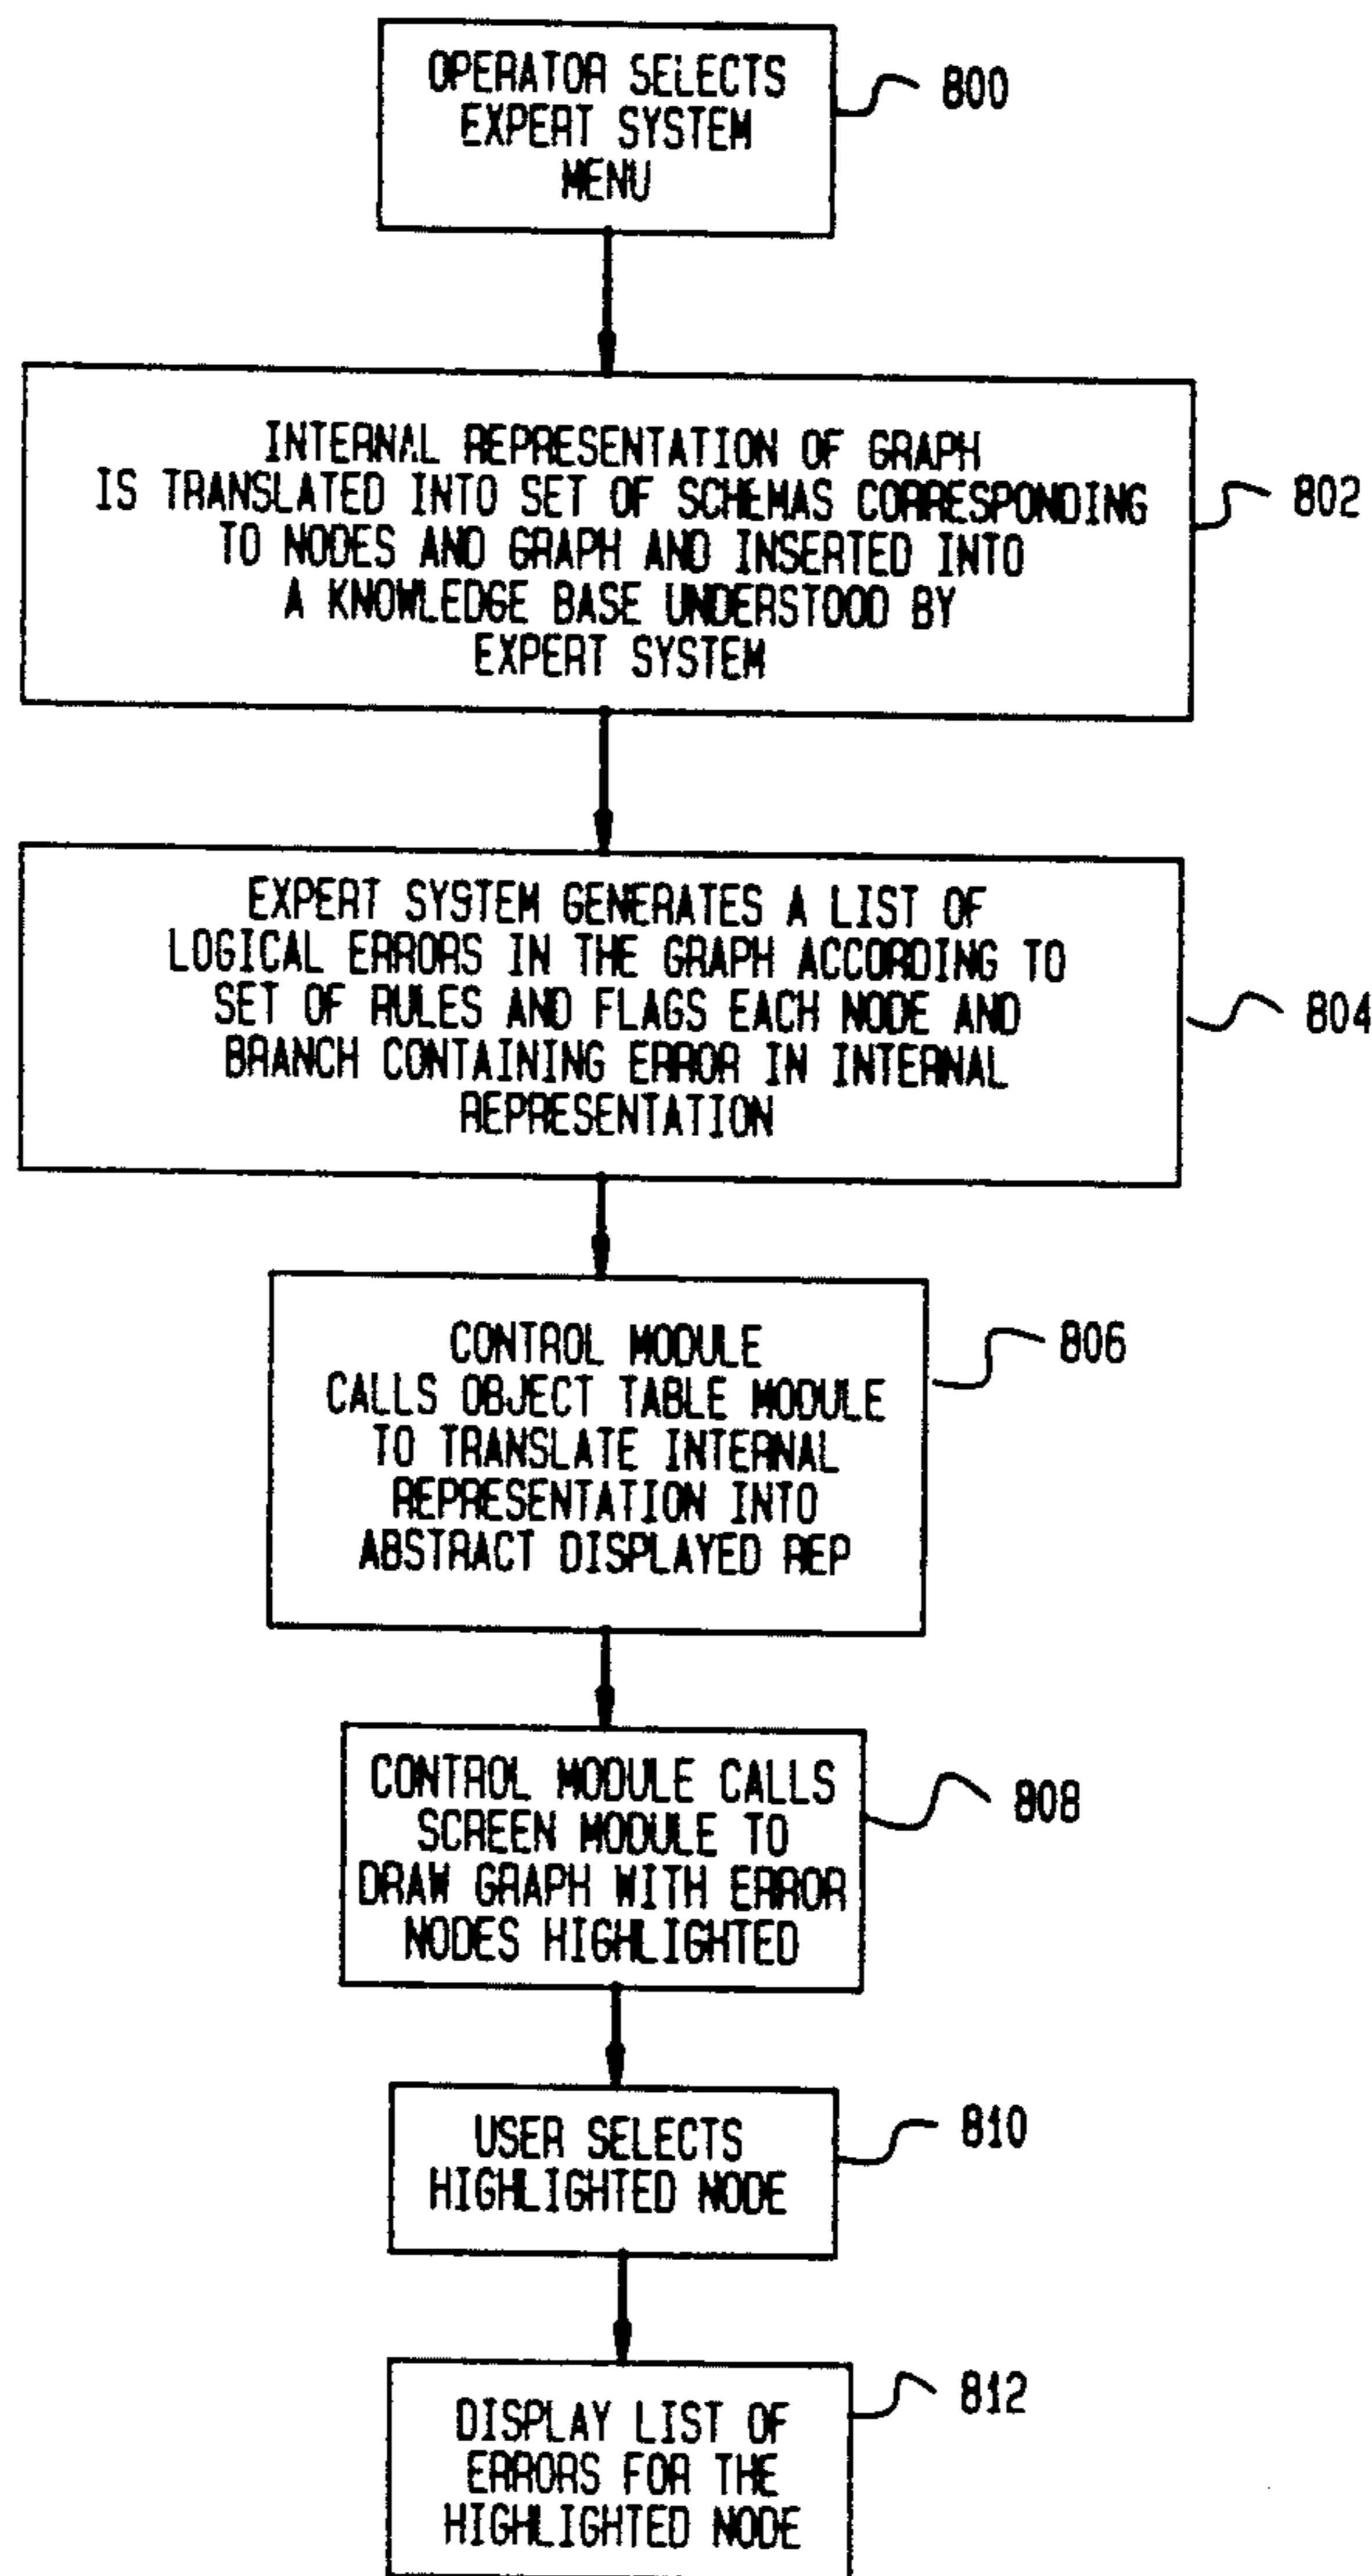 OPERATOR SELECTS
EXPERT SYSTEM
MENU
800
INTERNAL REPRESENTATION OF GRAPH
IS TRANSLATED INTO SET OF SCHEMAS CORRESPONDING
TO NODES AND GRAPH AND INSERTED INTO
A KNOWLEDGE BASE UNDERSTOOD BY
EXPERT SYSTEM
802
EXPERT SYSTEM GENERATES A LIST OF
LOGICAL ERRORS IN THE GRAPH ACCORDING TO
SET OF RULES AND FLAGS EACH NODE AND
BRANCH CONTAINING ERROR IN INTERNAL
REPRESENTATION
804
CONTROL MODULE
CALLS OBJECT TABLE MODULE
TO TRANSLATE INTERNAL
REPRESENTATION INTO
ABSTRACT DISPLAYED REP
806
CONTROL MODULE CALLS
SCREEN MODULE TO
DRAW GRAPH WITH ERROR
NODES HIGHLIGHTED
808
USER SELECTS
HIGHLIGHTED NODE
810
DISPLAY LIST OF
ERRORS FOR THE
HIGHLIGHTED NODE
812